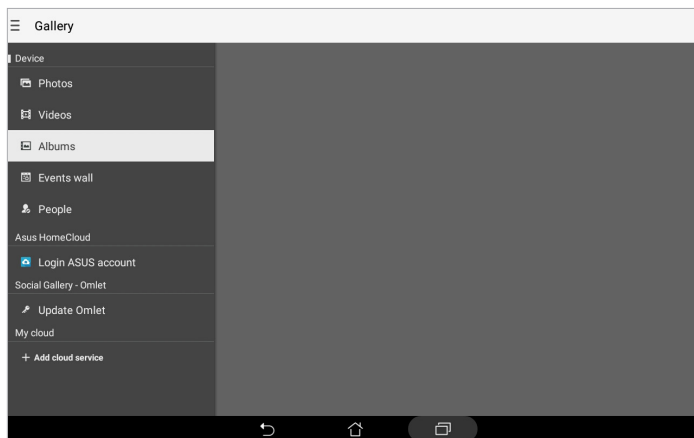 Gallery
Device
Photos
Videos
Albums
Events wall
People
Asus HomeCloud
Login ASUS account
Social Gallery - Omlet
Update Omlet
My cloud
+ Add cloud service